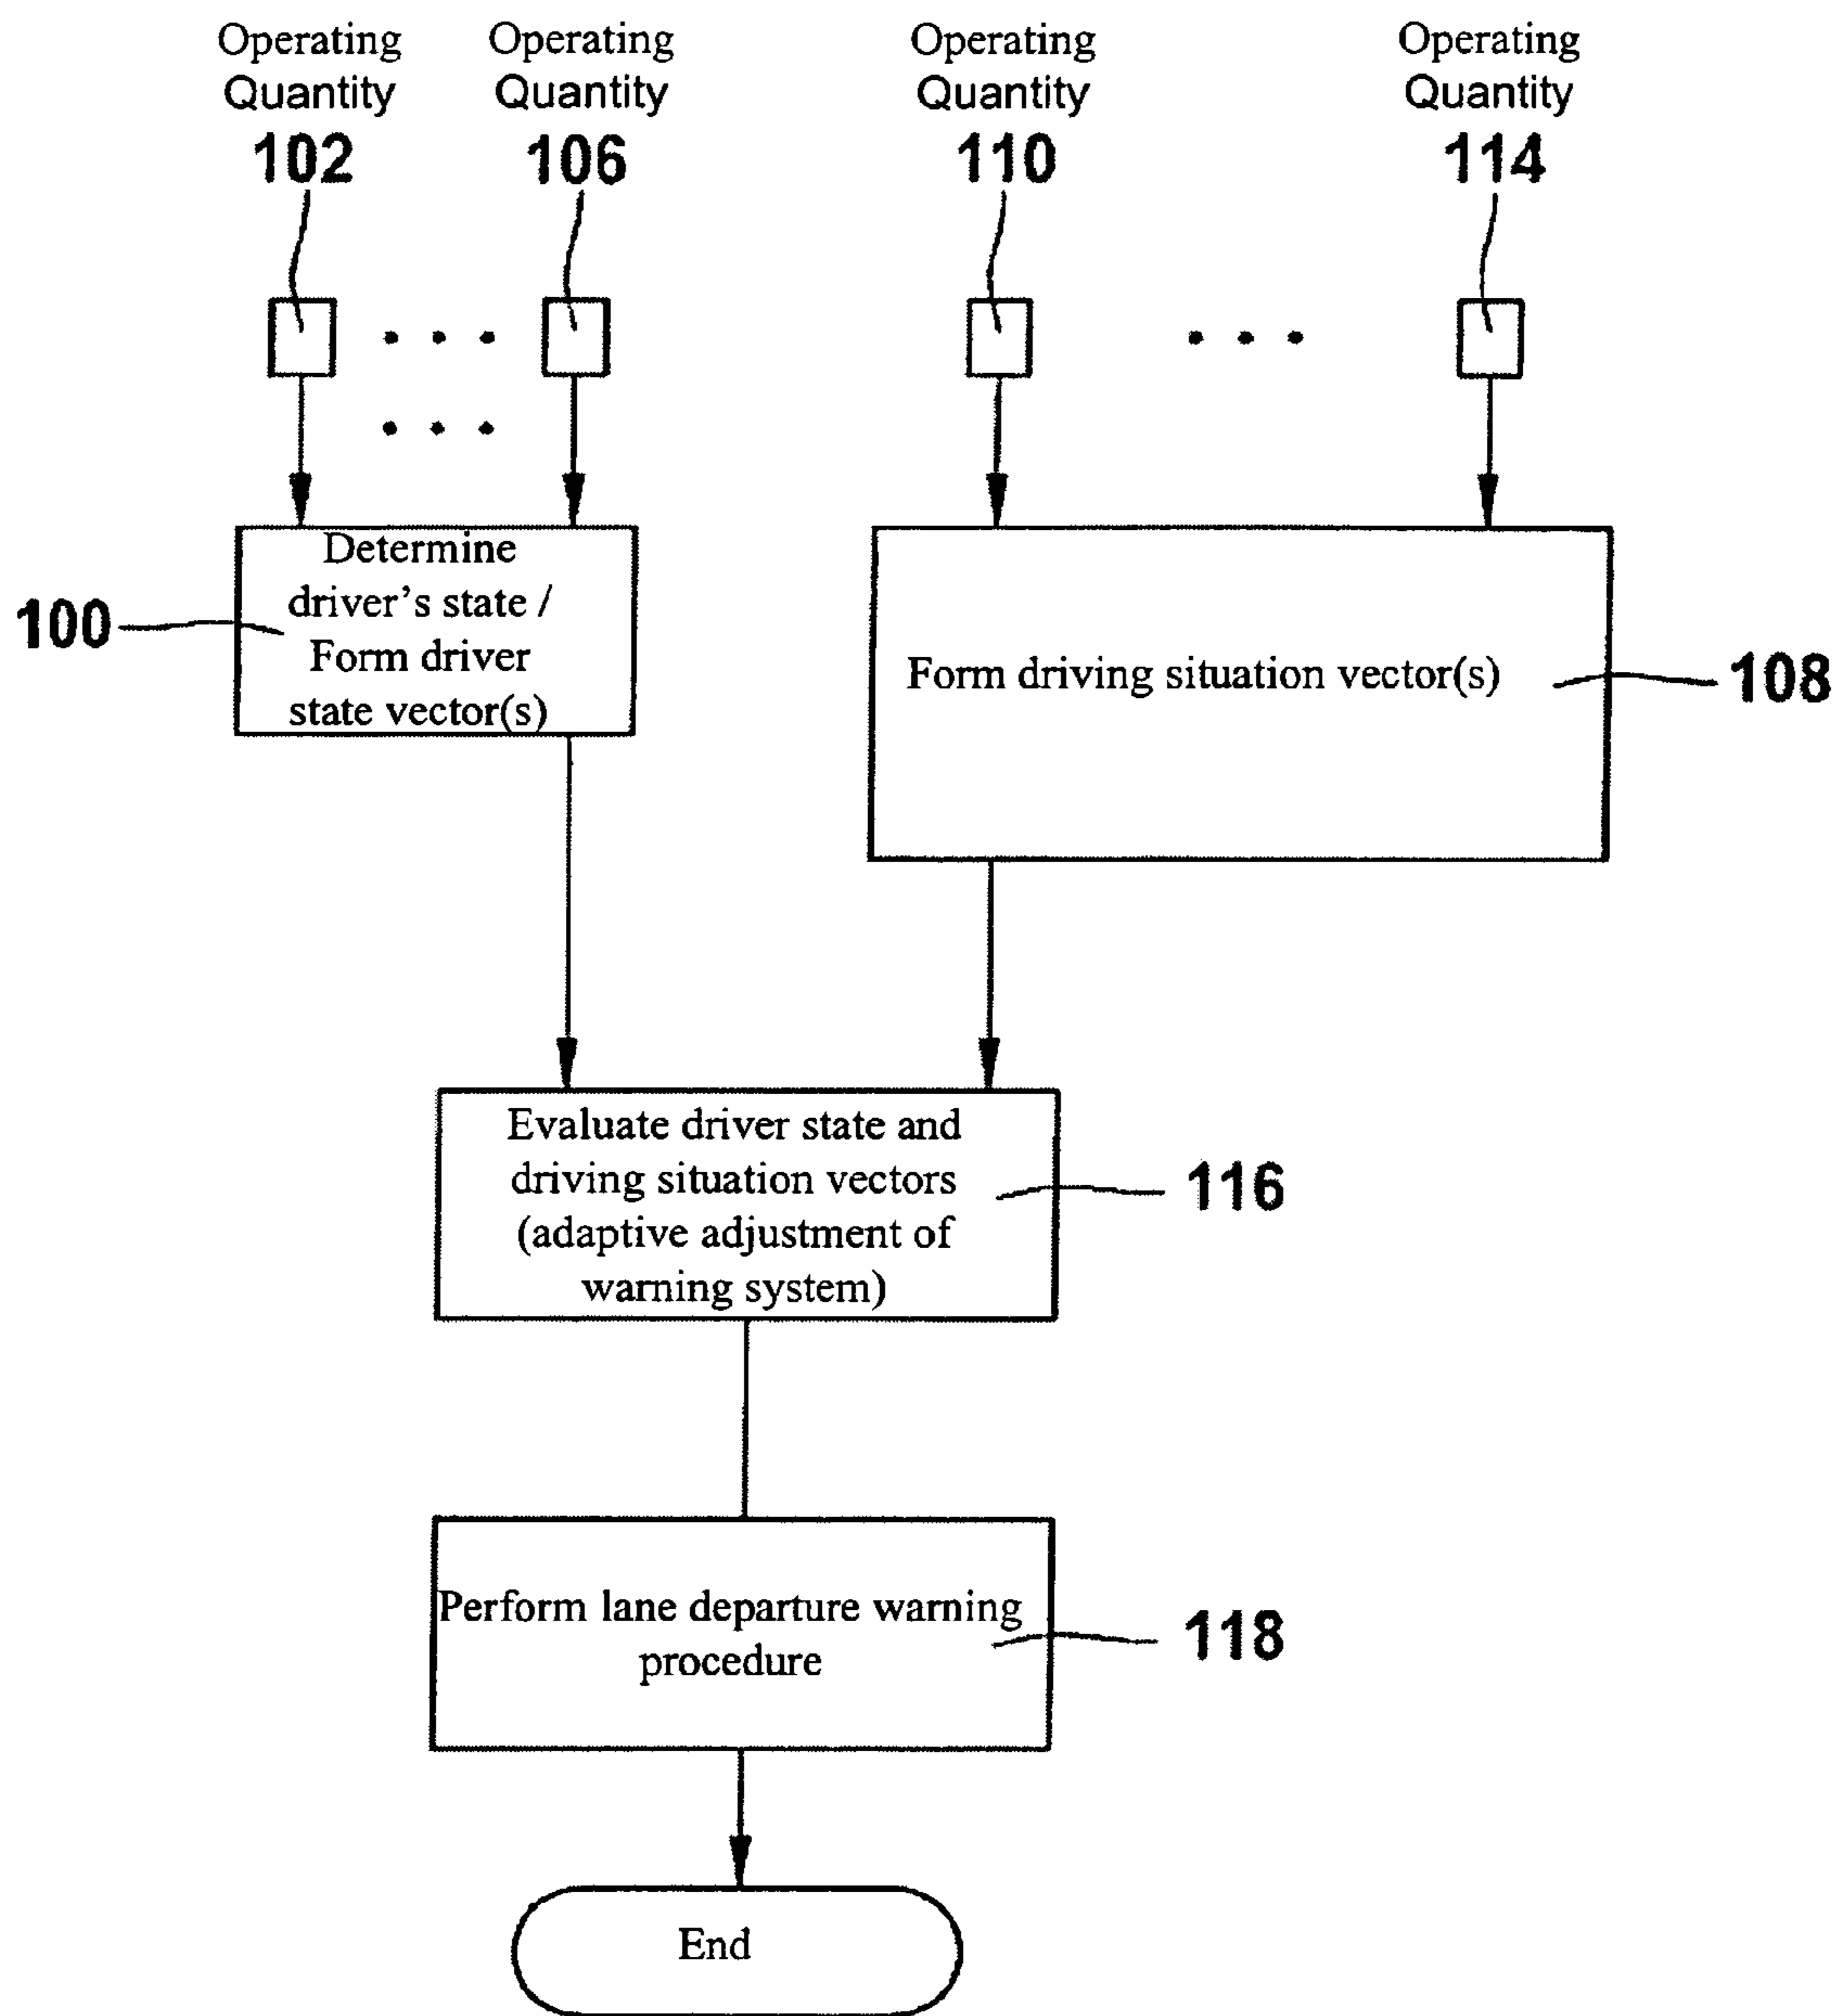 Operating
Quantity
102
Operating
Quantity
106
Operating
Quantity
110
Operating
Quantity
114
Determine
driver's state /
Form driver
state vector(s)
100
Form driving situation vector(s)
108
Evaluate driver state and
driving situation vectors
(adaptive adjustment of
warning system)
116
Perform lane departure warning
procedure
118
End